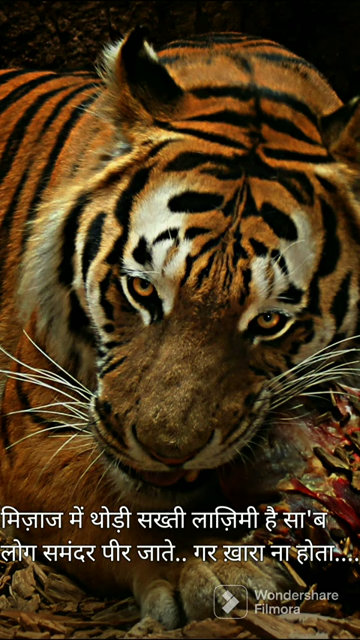 मिज़ाज में थोड़ी सख्ती लाज़िमी है सा'ब
लोग समंदर पीर जाते.. गर ख़ारा ना होता....
Wondershare
Filmora